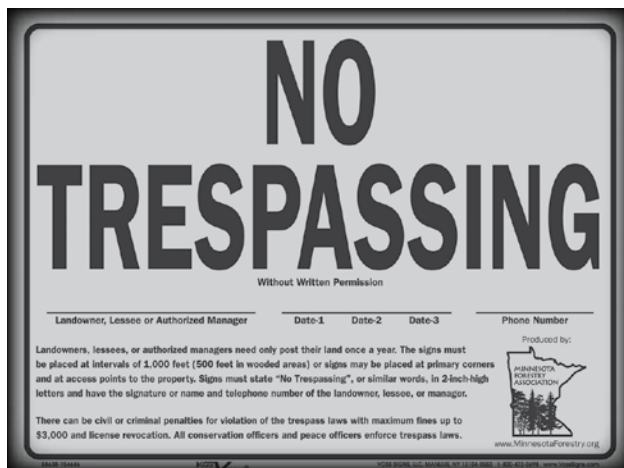 NO
TRESPASSING
Without Written Permission
Landowner, Lessee or Authorized Manager Date-1 Date-2 Date-3 Phone Number
Landowners, lessees, or authorized managers need only post their land once a year. The signs must
be placed at intervals of 1,000 feet (500 feet in wooded areas) or signs may be placed at primary corners
and at access points to the property. Signs must state “No Trespassing”, or similar words, in 2-inch-high
letters and have the signature or name and telephone number of the landowner, lessee, or manager.
There can be civil or criminal penalties for violation of the trespass laws with maximum fines up to
$3,000 and license revocation. All conservation officers and peace officers enforce trespass laws.
Produced by:
MINNESOTA
FORESTRY
ASSOCIATION
www.MinnesotaForestry.org
VOSS SIGNS, LLC, MANLIUS, NY